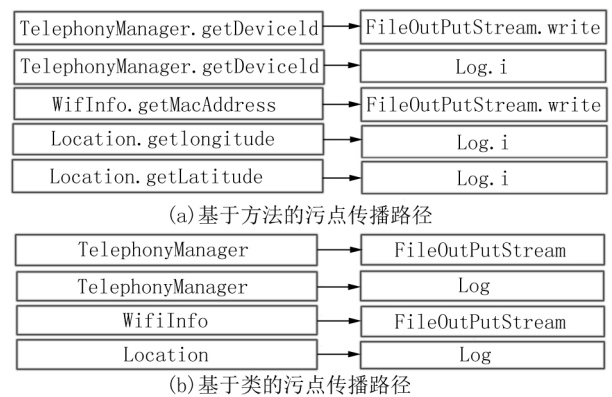 TelephonyManager.getDeviceld FileOutPutStream.write
TelephonyManager.getDeviceld Log.i
WifInfo.getMacAddress FileOutPutStream.write
Location.getlongitude Log.i
Location.getLatitude Log.i
(a)基于方法的污点传播路径
TelephonyManager FileOutPutStream
TelephonyManager Log
WifiInfo FileOutPutStream
Location Log
(b)基于类的污点传播路径